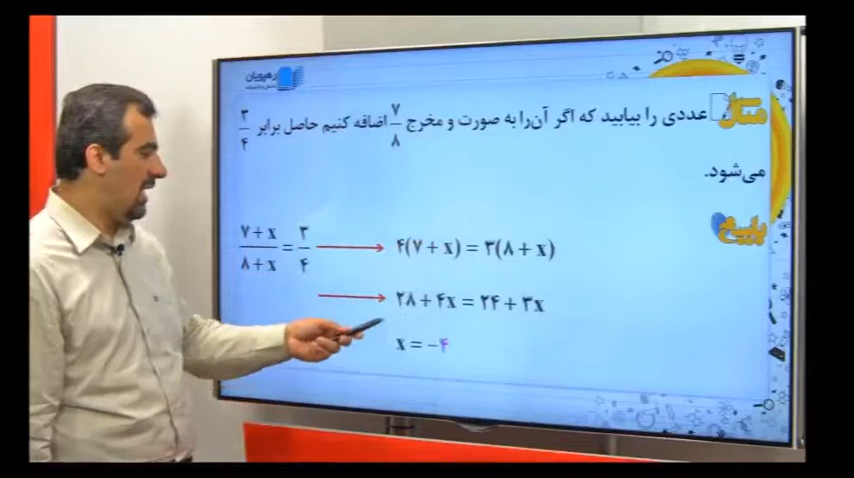 رهپویان
مثال
عددی را بیابید که اگر آن‌را به صورت و مخرج ۷/۸ اضافه کنیم حاصل برابر ۳/۴
می‌شود.
پاسخ
(۷+x)/(۸+x) = ۳/۴ → ۴(۷+x) = ۳(۸+x)
→ ۲۸+۴x = ۲۴+۳x
x = −۴